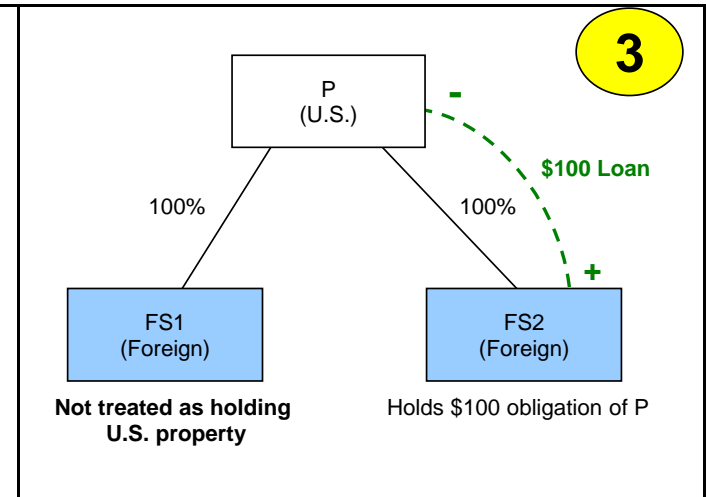 3
P
(U.S.)
-
$100 Loan
100%
100%
+
FS1
(Foreign)
FS2
(Foreign)
Not treated as holding
U.S. property
Holds $100 obligation of P